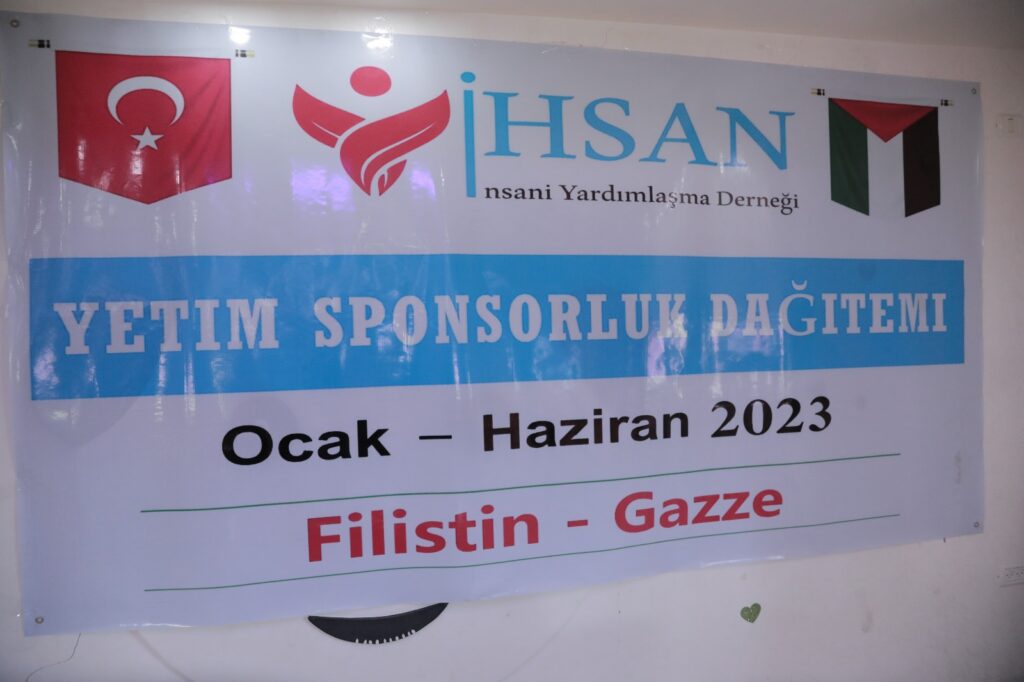 İHSAN
nsani Yardımlaşma Derneği
YETIM SPONSORLUK DAĞITEMI
Ocak – Haziran 2023
Filistin - Gazze